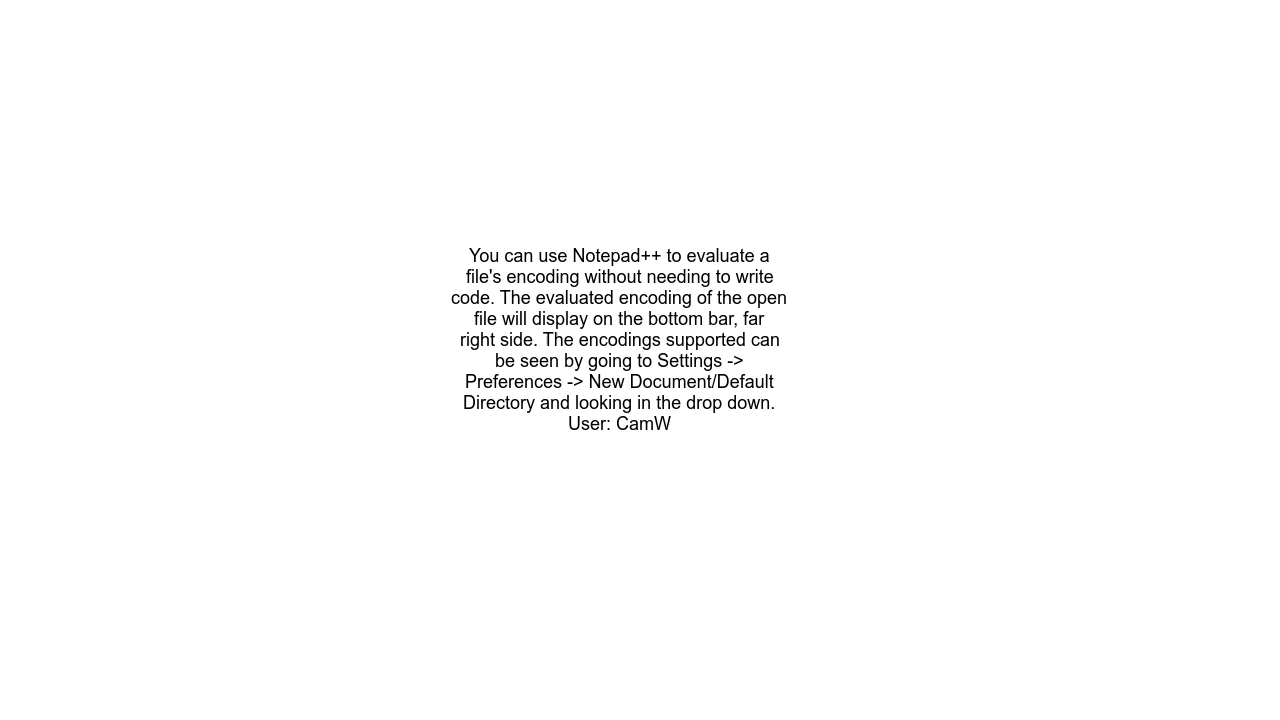 You can use Notepad++ to evaluate a
file's encoding without needing to write
code. The evaluated encoding of the open
file will display on the bottom bar, far
right side. The encodings supported can
be seen by going to Settings ->
Preferences -> New Document/Default
Directory and looking in the drop down.
User: CamW